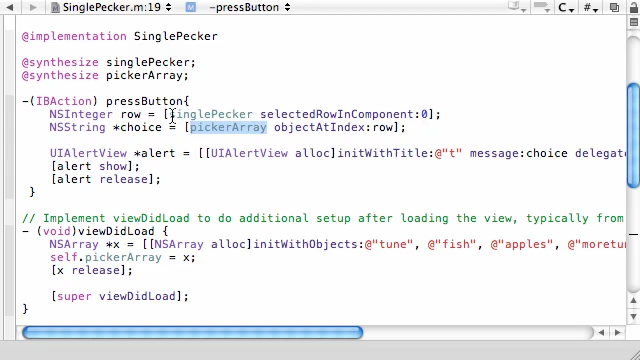 SinglePecker.m:19 -pressButton C #
@implementation SinglePecker
@synthesize singlePecker;
@synthesize pickerArray;
-(IBAction) pressButton{
NSInteger row = [singlePecker selectedRowInComponent:0];
NSString *choice = [pickerArray objectAtIndex:row];
UIAlertView *alert = [[UIAlertView alloc]initWithTitle:@"t" message:choice delegate
[alert show];
[alert release];
}
// Implement viewDidLoad to do additional setup after loading the view, typically from
- (void)viewDidLoad {
NSArray *x = [[NSArray alloc]initWithObjects:@"tune", @"fish", @"apples", @"moretun
self.pickerArray = x;
[x release];
[super viewDidLoad];
}